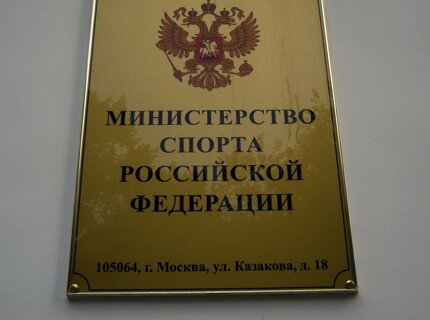 МИНИСТЕРСТВО
СПОРТА
РОССИЙСКОЙ
ФЕДЕРАЦИИ
105064, г. Москва, ул. Казакова, д. 18